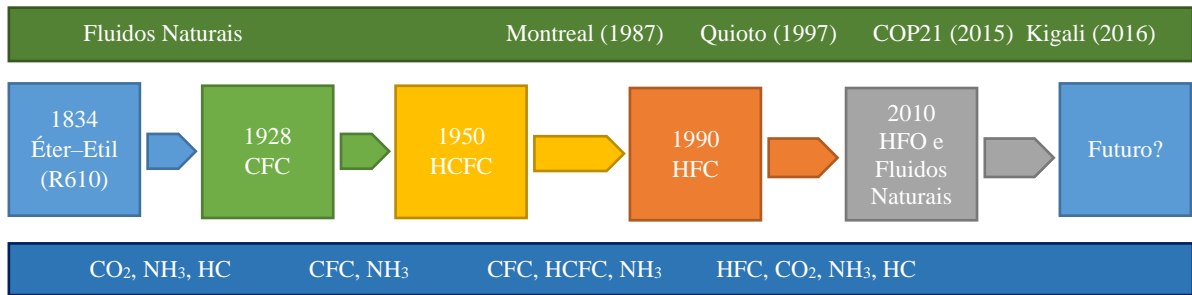 Fluidos Naturais Montreal (1987) Quioto (1997) COP21 (2015) Kigali (2016)
1834
Éter–Etil
(R610)
1928
CFC
1950
HCFC
1990
HFC
2010
HFO e
Fluidos
Naturais
Futuro?
CO₂, NH₃, HC CFC, NH₃ CFC, HCFC, NH₃ HFC, CO₂, NH₃, HC